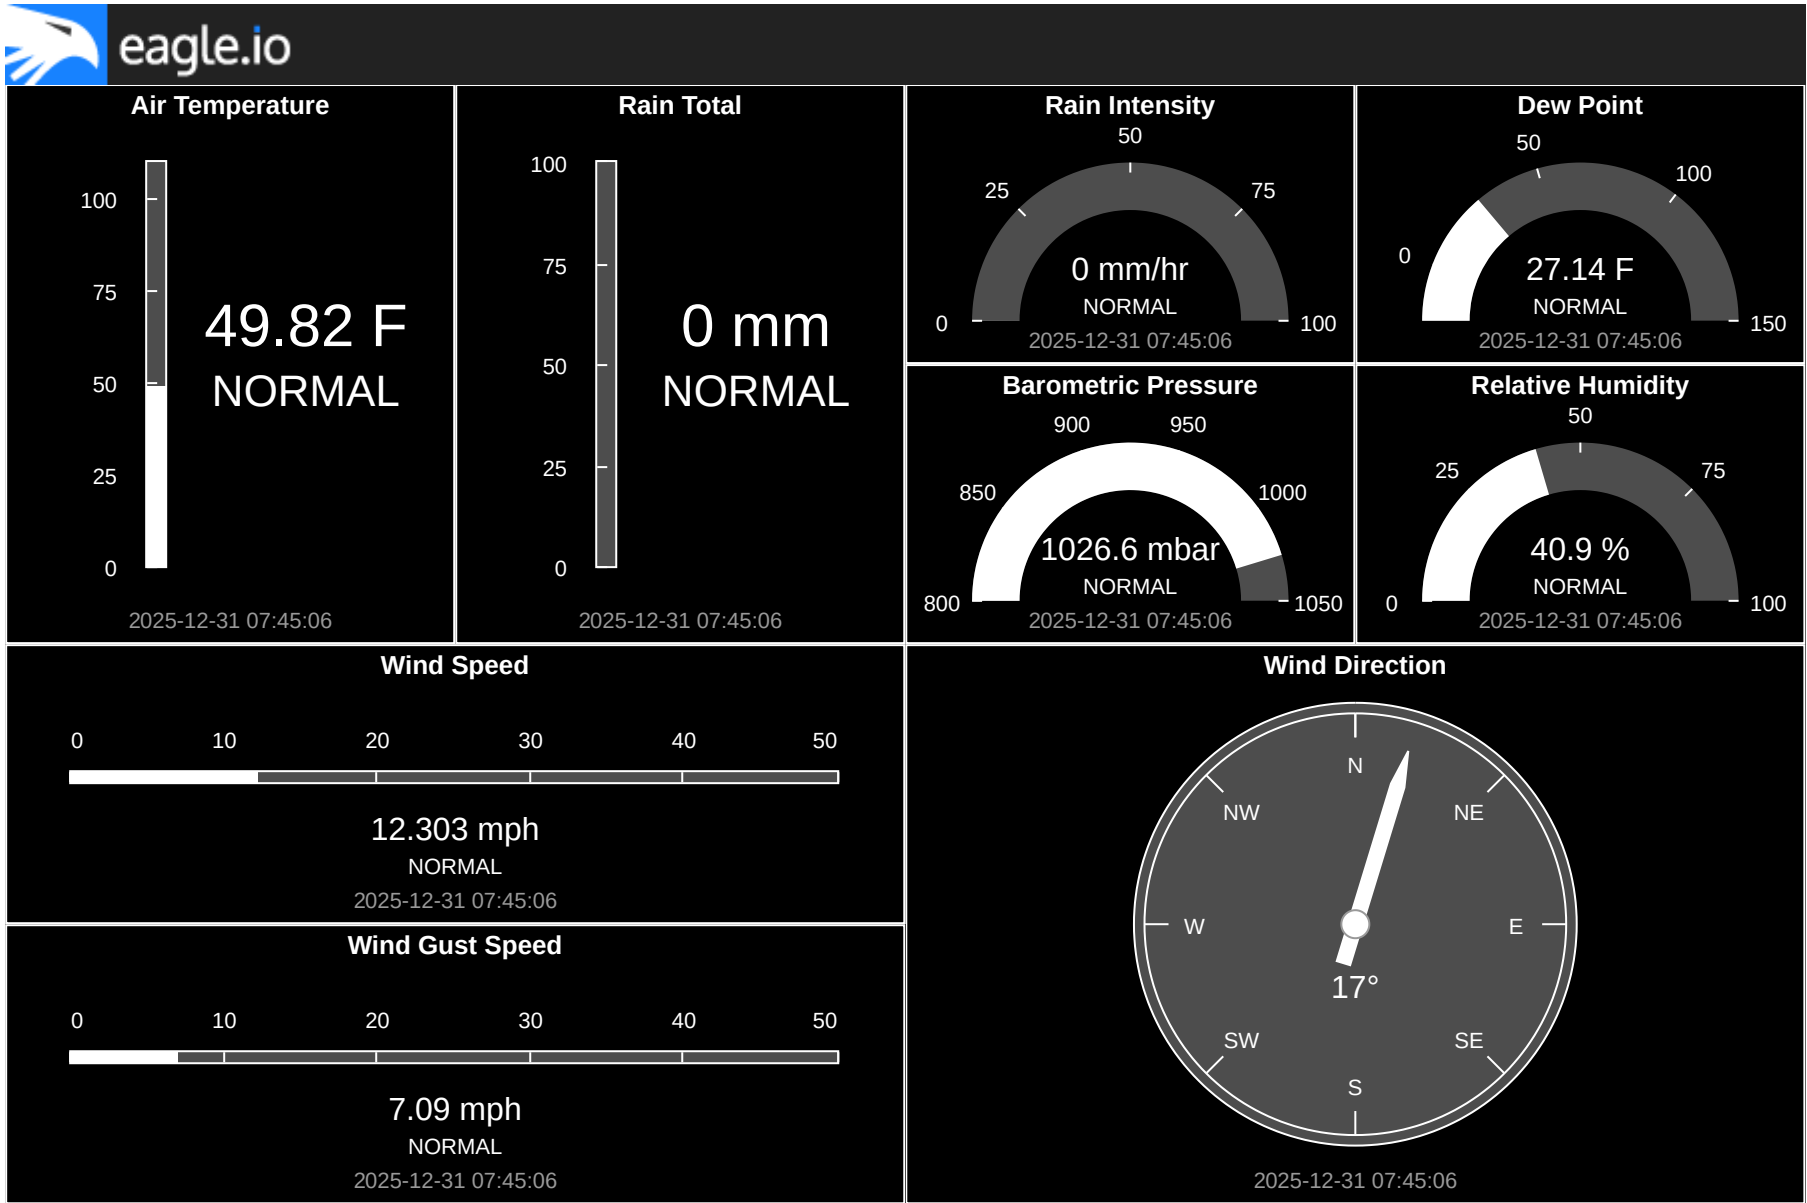 eagle.io
Air Temperature
100
75
50
25
0
49.82 F
NORMAL
2025-12-31 07:45:06
Rain Total
100
75
50
25
0
0 mm
NORMAL
2025-12-31 07:45:06
Rain Intensity
50
25
75
0
100
0 mm/hr
NORMAL
2025-12-31 07:45:06
Dew Point
50
100
0
150
27.14 F
NORMAL
2025-12-31 07:45:06
Barometric Pressure
900
950
850
1000
800
1050
1026.6 mbar
NORMAL
2025-12-31 07:45:06
Relative Humidity
50
25
75
0
100
40.9 %
NORMAL
2025-12-31 07:45:06
Wind Speed
0 10 20 30 40 50
12.303 mph
NORMAL
2025-12-31 07:45:06
Wind Gust Speed
0 10 20 30 40 50
7.09 mph
NORMAL
2025-12-31 07:45:06
Wind Direction
N
NW
NE
W
E
17°
SW
SE
S
2025-12-31 07:45:06